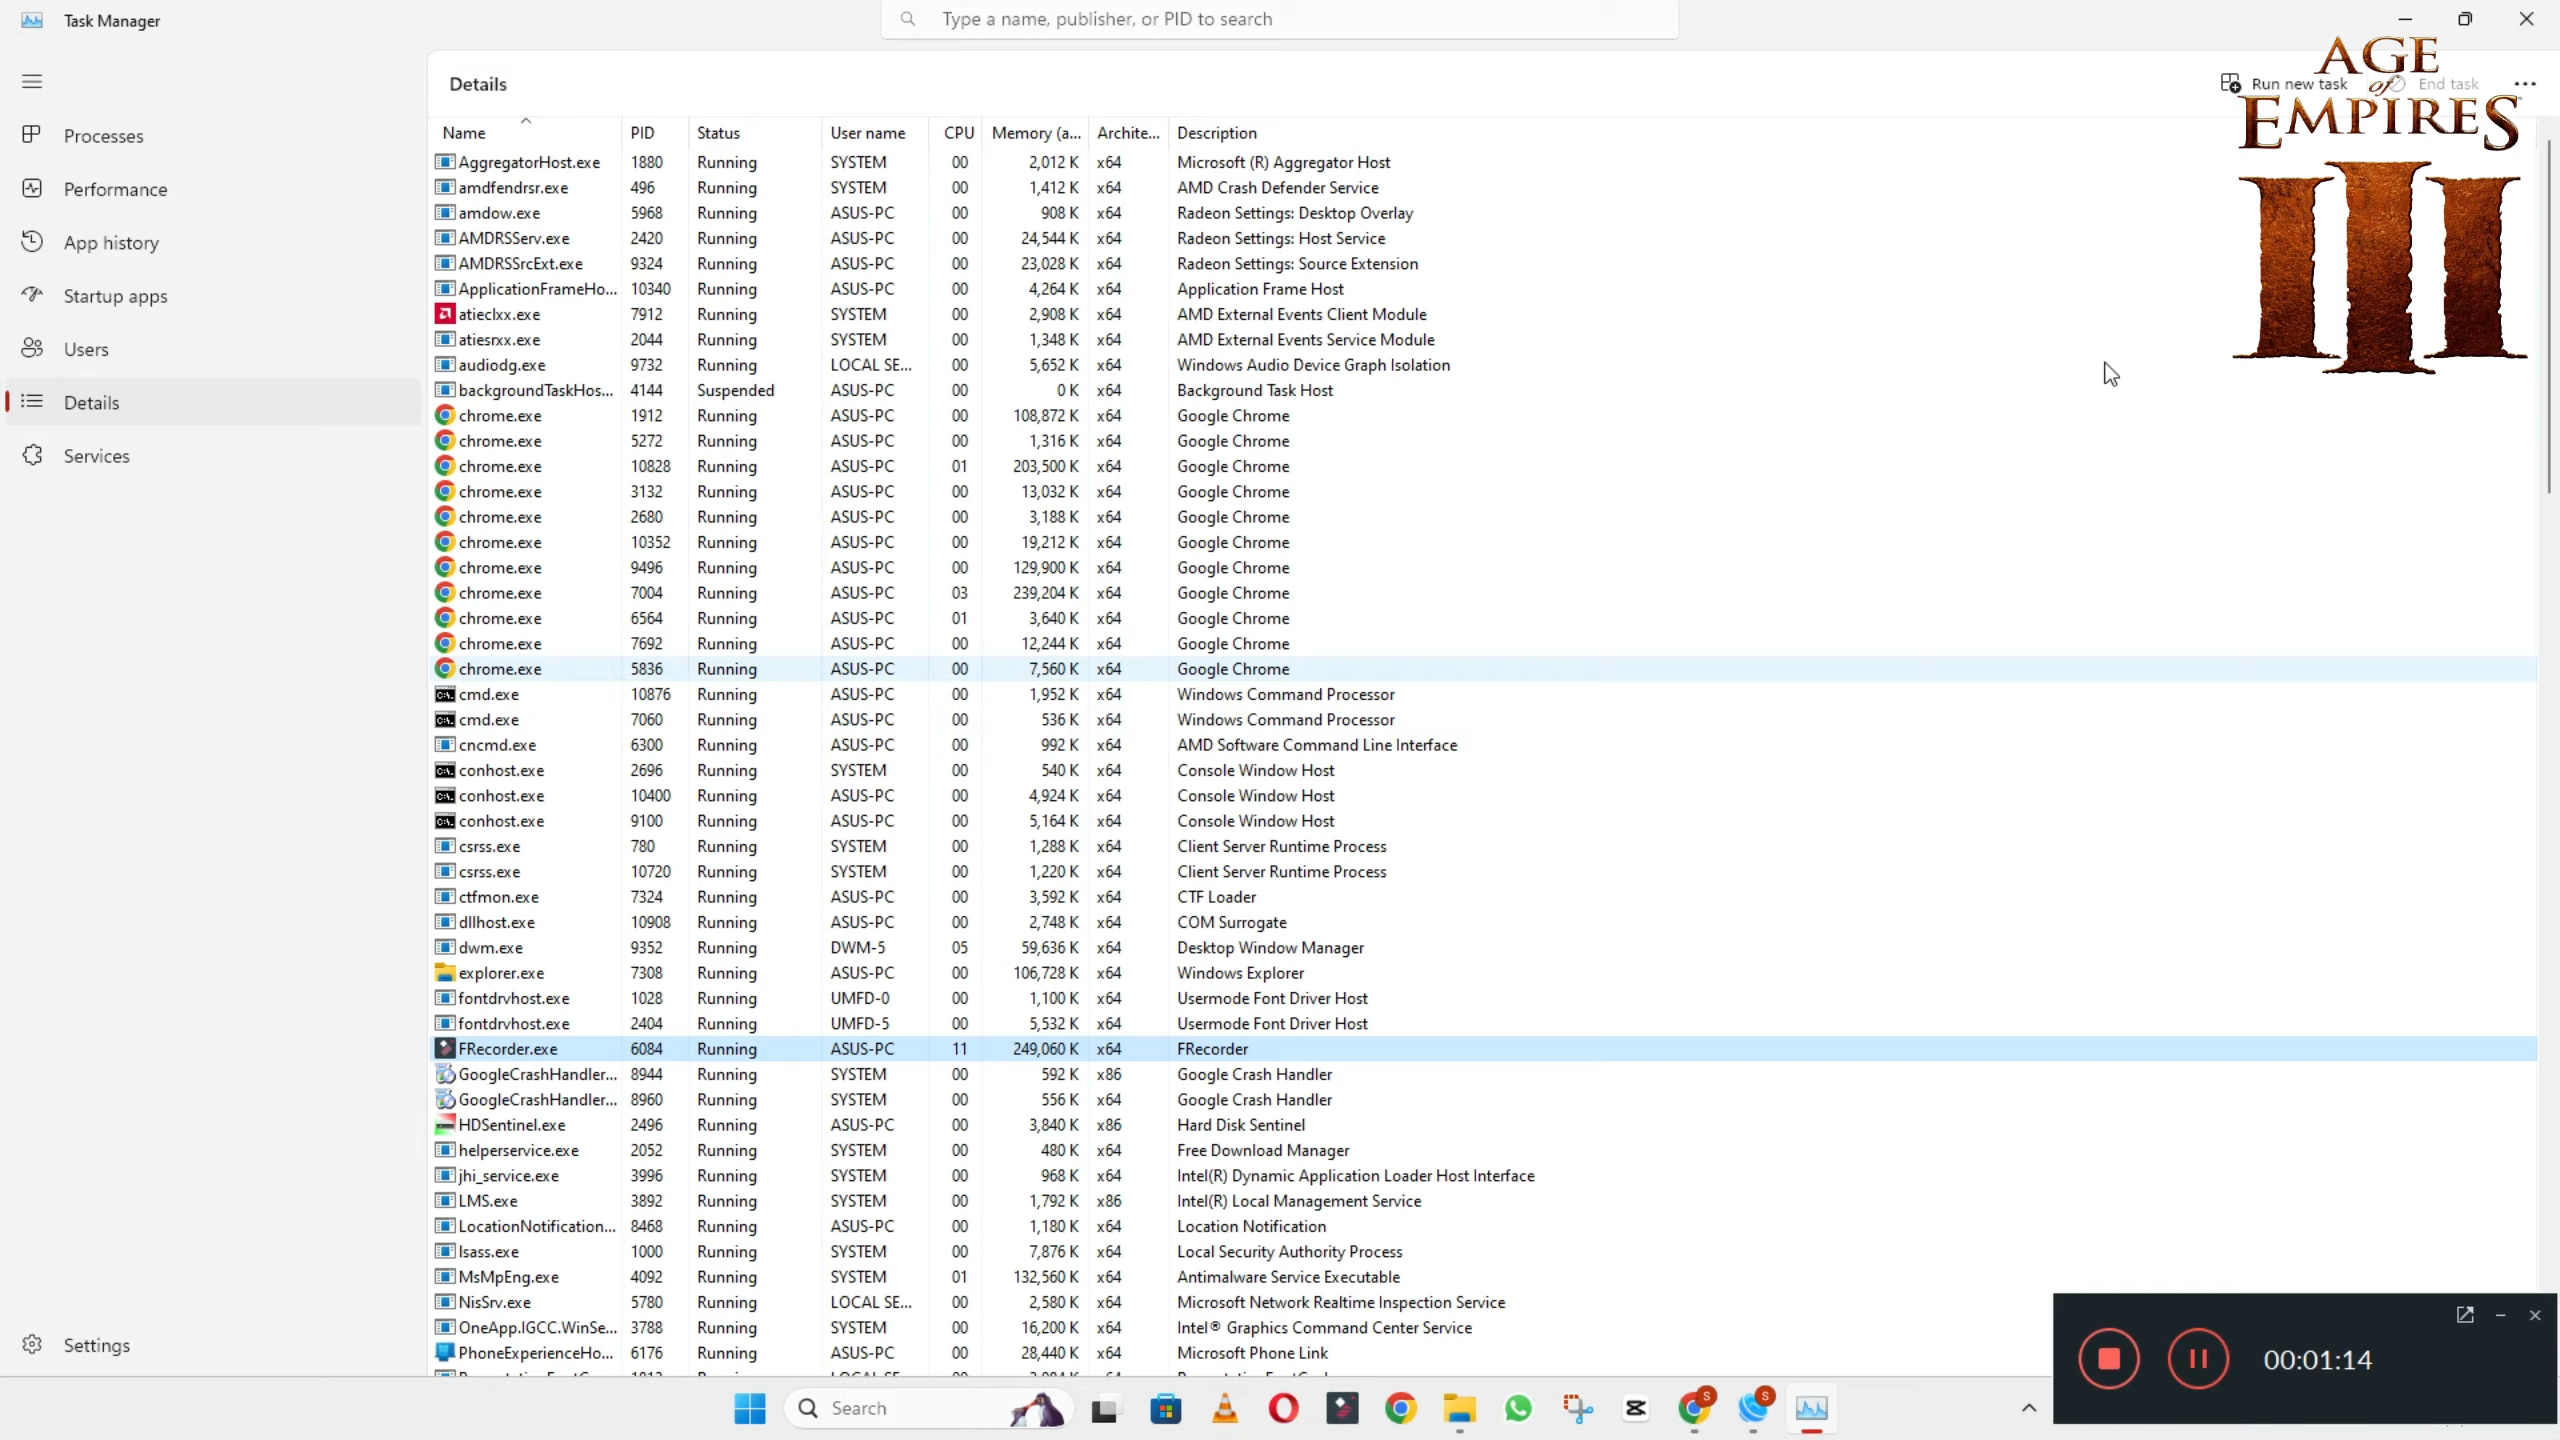 Task Manager
Type a name, publisher, or PID to search
Details
Run new task
End task
AGE
of
EMPIRES
III
Processes
Performance
App history
Startup apps
Users
Details
Services
Settings
Name PID Status User name CPU Memory (a... Archite... Description
AggregatorHost.exe 1880 Running SYSTEM 00 2,012 K x64 Microsoft (R) Aggregator Host
amdfendrsr.exe 496 Running SYSTEM 00 1,412 K x64 AMD Crash Defender Service
amdow.exe 5968 Running ASUS-PC 00 908 K x64 Radeon Settings: Desktop Overlay
AMDRSServ.exe 2420 Running ASUS-PC 00 24,544 K x64 Radeon Settings: Host Service
AMDRSSrcExt.exe 9324 Running ASUS-PC 00 23,028 K x64 Radeon Settings: Source Extension
ApplicationFrameHo... 10340 Running ASUS-PC 00 4,264 K x64 Application Frame Host
atieclxx.exe 7912 Running SYSTEM 00 2,908 K x64 AMD External Events Client Module
atiesrxx.exe 2044 Running SYSTEM 00 1,348 K x64 AMD External Events Service Module
audiodg.exe 9732 Running LOCAL SE... 00 5,652 K x64 Windows Audio Device Graph Isolation
backgroundTaskHos... 4144 Suspended ASUS-PC 00 0 K x64 Background Task Host
chrome.exe 1912 Running ASUS-PC 00 108,872 K x64 Google Chrome
chrome.exe 5272 Running ASUS-PC 00 1,316 K x64 Google Chrome
chrome.exe 10828 Running ASUS-PC 01 203,500 K x64 Google Chrome
chrome.exe 3132 Running ASUS-PC 00 13,032 K x64 Google Chrome
chrome.exe 2680 Running ASUS-PC 00 3,188 K x64 Google Chrome
chrome.exe 10352 Running ASUS-PC 00 19,212 K x64 Google Chrome
chrome.exe 9496 Running ASUS-PC 00 129,900 K x64 Google Chrome
chrome.exe 7004 Running ASUS-PC 03 239,204 K x64 Google Chrome
chrome.exe 6564 Running ASUS-PC 01 3,640 K x64 Google Chrome
chrome.exe 7692 Running ASUS-PC 00 12,244 K x64 Google Chrome
chrome.exe 5836 Running ASUS-PC 00 7,560 K x64 Google Chrome
cmd.exe 10876 Running ASUS-PC 00 1,952 K x64 Windows Command Processor
cmd.exe 7060 Running ASUS-PC 00 536 K x64 Windows Command Processor
cncmd.exe 6300 Running ASUS-PC 00 992 K x64 AMD Software Command Line Interface
conhost.exe 2696 Running SYSTEM 00 540 K x64 Console Window Host
conhost.exe 10400 Running ASUS-PC 00 4,924 K x64 Console Window Host
conhost.exe 9100 Running ASUS-PC 00 5,164 K x64 Console Window Host
csrss.exe 780 Running SYSTEM 00 1,288 K x64 Client Server Runtime Process
csrss.exe 10720 Running SYSTEM 00 1,220 K x64 Client Server Runtime Process
ctfmon.exe 7324 Running ASUS-PC 00 3,592 K x64 CTF Loader
dllhost.exe 10908 Running ASUS-PC 00 2,748 K x64 COM Surrogate
dwm.exe 9352 Running DWM-5 05 59,636 K x64 Desktop Window Manager
explorer.exe 7308 Running ASUS-PC 00 106,728 K x64 Windows Explorer
fontdrvhost.exe 1028 Running UMFD-0 00 1,100 K x64 Usermode Font Driver Host
fontdrvhost.exe 2404 Running UMFD-5 00 5,532 K x64 Usermode Font Driver Host
FRecorder.exe 6084 Running ASUS-PC 11 249,060 K x64 FRecorder
GoogleCrashHandler... 8944 Running SYSTEM 00 592 K x86 Google Crash Handler
GoogleCrashHandler... 8960 Running SYSTEM 00 556 K x64 Google Crash Handler
HDSentinel.exe 2496 Running ASUS-PC 00 3,840 K x86 Hard Disk Sentinel
helperservice.exe 2052 Running SYSTEM 00 480 K x64 Free Download Manager
jhi_service.exe 3996 Running SYSTEM 00 968 K x64 Intel(R) Dynamic Application Loader Host Interface
LMS.exe 3892 Running SYSTEM 00 1,792 K x86 Intel(R) Local Management Service
LocationNotification... 8468 Running ASUS-PC 00 1,180 K x64 Location Notification
lsass.exe 1000 Running SYSTEM 00 7,876 K x64 Local Security Authority Process
MsMpEng.exe 4092 Running SYSTEM 01 132,560 K x64 Antimalware Service Executable
NisSrv.exe 5780 Running LOCAL SE... 00 2,580 K x64 Microsoft Network Realtime Inspection Service
OneApp.IGCC.WinSe... 3788 Running SYSTEM 00 16,200 K x64 Intel® Graphics Command Center Service
PhoneExperienceHo... 6176 Running ASUS-PC 00 28,440 K x64 Microsoft Phone Link
00:01:14
Search
S
S